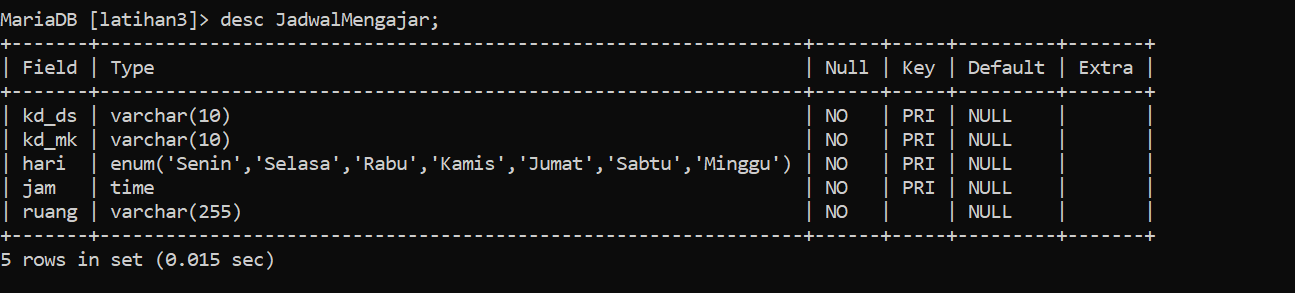 MariaDB [latihan3]> desc JadwalMengajar;
+-------+--------------------------------------------------------------+------+-----+---------+-------+
| Field | Type                                                         | Null | Key | Default | Extra |
+-------+--------------------------------------------------------------+------+-----+---------+-------+
| kd_ds | varchar(10)                                                  | NO   | PRI | NULL    |       |
| kd_mk | varchar(10)                                                  | NO   | PRI | NULL    |       |
| hari  | enum('Senin','Selasa','Rabu','Kamis','Jumat','Sabtu','Minggu') | NO   | PRI | NULL    |       |
| jam   | time                                                         | NO   | PRI | NULL    |       |
| ruang | varchar(255)                                                 | NO   |     | NULL    |       |
+-------+--------------------------------------------------------------+------+-----+---------+-------+
5 rows in set (0.015 sec)